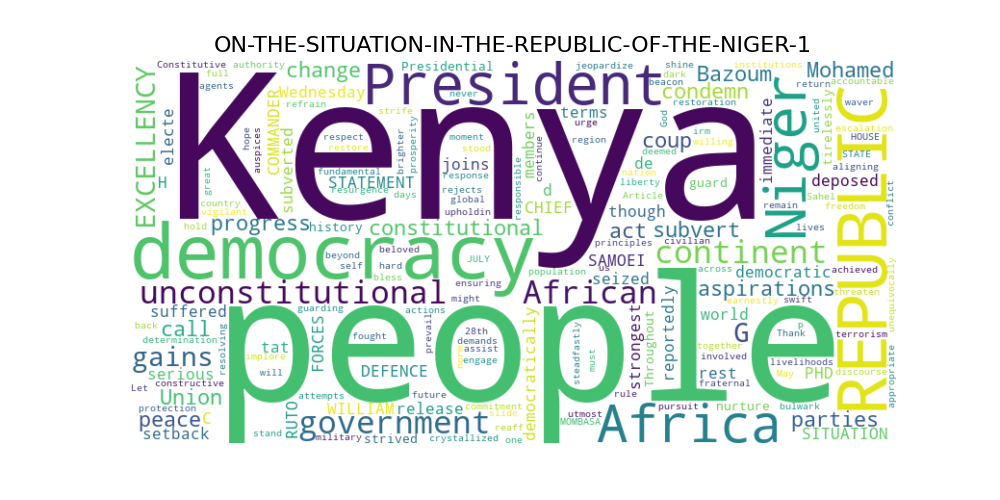 ON-THE-SITUATION-IN-THE-REPUBLIC-OF-THE-NIGER-1
Constitutive authority
full
agents
change
Presidential
jeopardize
shine
dark
beacon
institutions
Mohamed
return
accountable
EXCELLENCY
electe
hope
auspices
Wednesday
refrain
COMMANDER
President
never
Bazoum
condemn
restoration
God
urge
terms
waver
escalation
HOUSE
STATE
aligning
tirelessly
united
Kenya
strife
respect
restore
fundamental
resurgence
brighter
prosperity
days
moment
stood
response
global
rejects
joins
upholdin
responsible
continue
members
region
coup
irm
willing
deemed
nation
liberty
Article
immediate
Niger
REPUBLIC
conflict
H
great
country
vigilant
hold
subverted
STATEMENT
d
CHIEF
de
guard
though
remain
deposed
Sahel
freedom
lives
progress
history
constitutional
act
subvert
principles
civilian
democracy
beyond
self
beloved
hard
bless
JULY
ensuring
might
population
SAMOEI
us
seized
across
continent
democratic
achieved
threaten
unequivocally
unconstitutional
African
aspirations
earnestly
swift
suffered
back
determination
call
resolving
tat
implore
will
guarding
FORCES
actions
fought
prevail
28th
demands
assist
engage
norms
democratically
steadfastly
must
strongest
Throughout
reportedly
world
G
together
involved
p
Thank
terrorism
livelihoods
fraternal
gains
serious
constructive
Let
Union
DEFENCE
attempts
future
people
rest
May
PHD
discourse
appropriate
protection
peace
C
setback
stand
RUTO
WILLIAM
release
commitment
slide
government
reaff
military
strived
crystallized
one
MOMBASA
utmost
rule
pursuit
nurture
bulwark
Africa
parties
SITUATION